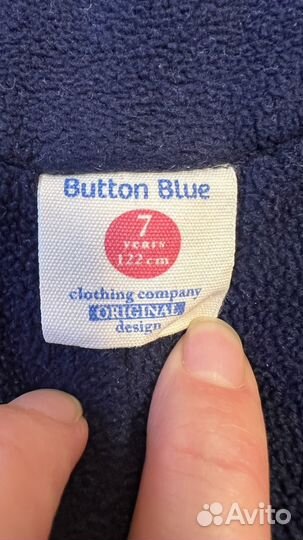 Button Blue
7
years
122 cm
clothing company
ORIGINAL
design
Avito